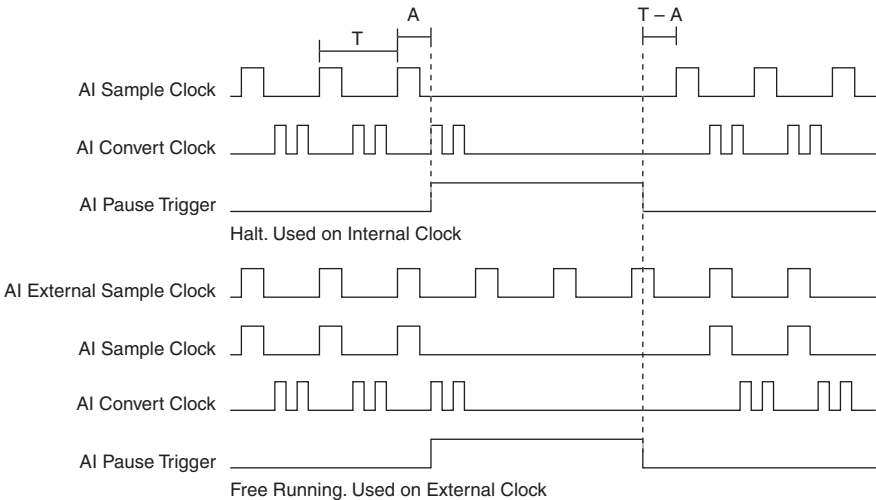 A
T – A
T
AI Sample Clock
AI Convert Clock
AI Pause Trigger
Halt. Used on Internal Clock
AI External Sample Clock
AI Sample Clock
AI Convert Clock
AI Pause Trigger
Free Running. Used on External Clock